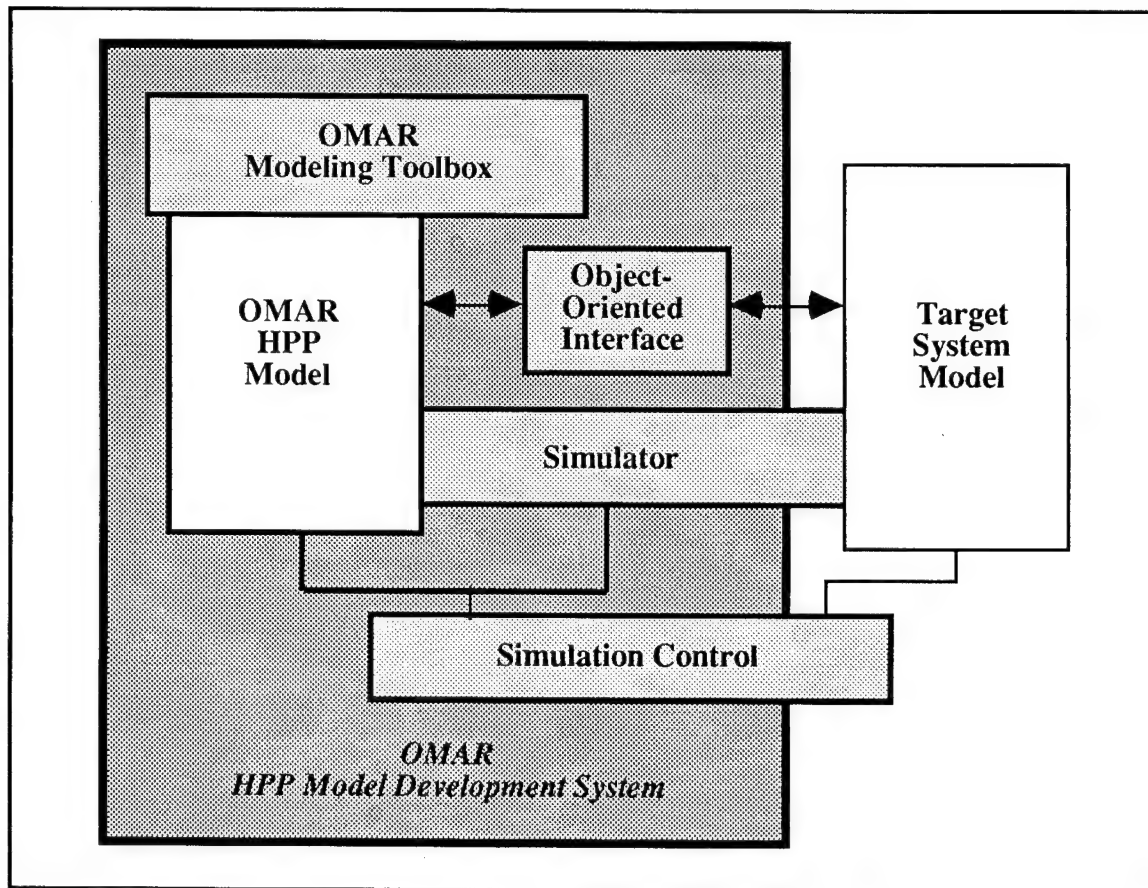 OMAR
Modeling Toolbox
OMAR
HPP
Model
Object-
Oriented
Interface
Target
System
Model
Simulator
Simulation Control
OMAR
HPP Model Development System